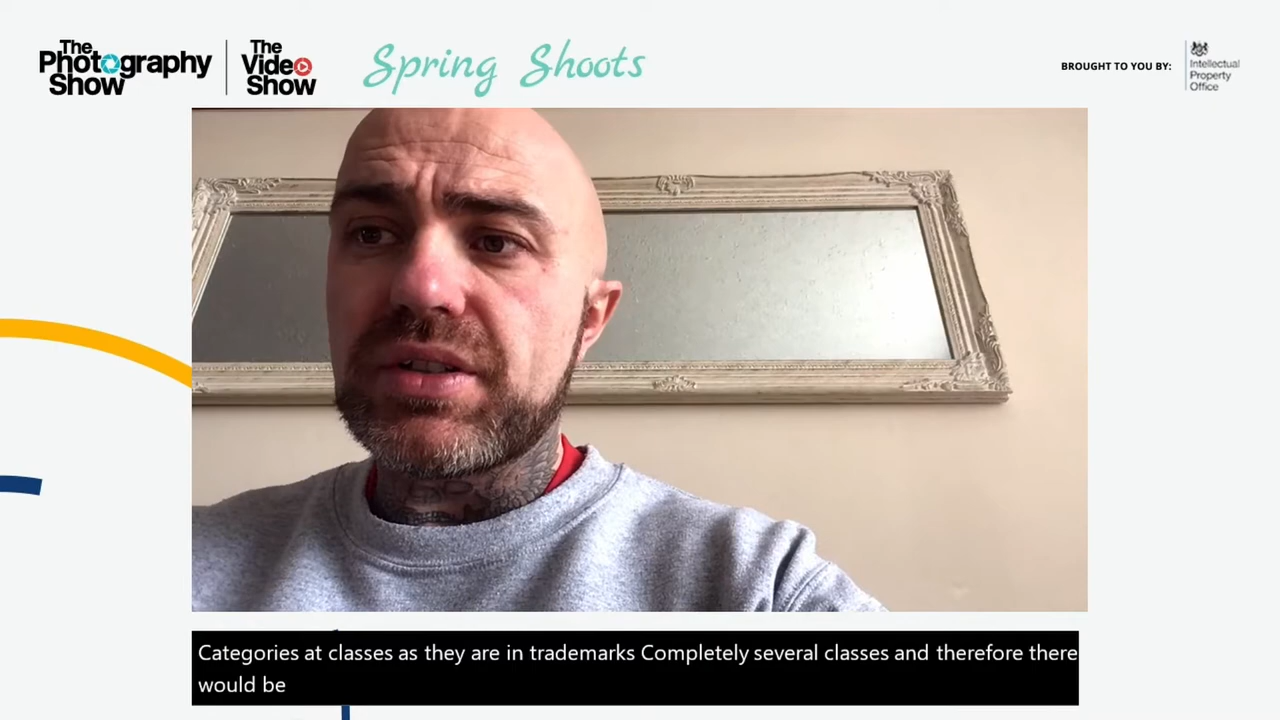 The
Photography
Show
The
Video
Show
Spring Shoots
BROUGHT TO YOU BY:
Intellectual
Property
Office
Categories at classes as they are in trademarks Completely several classes and therefore there
would be